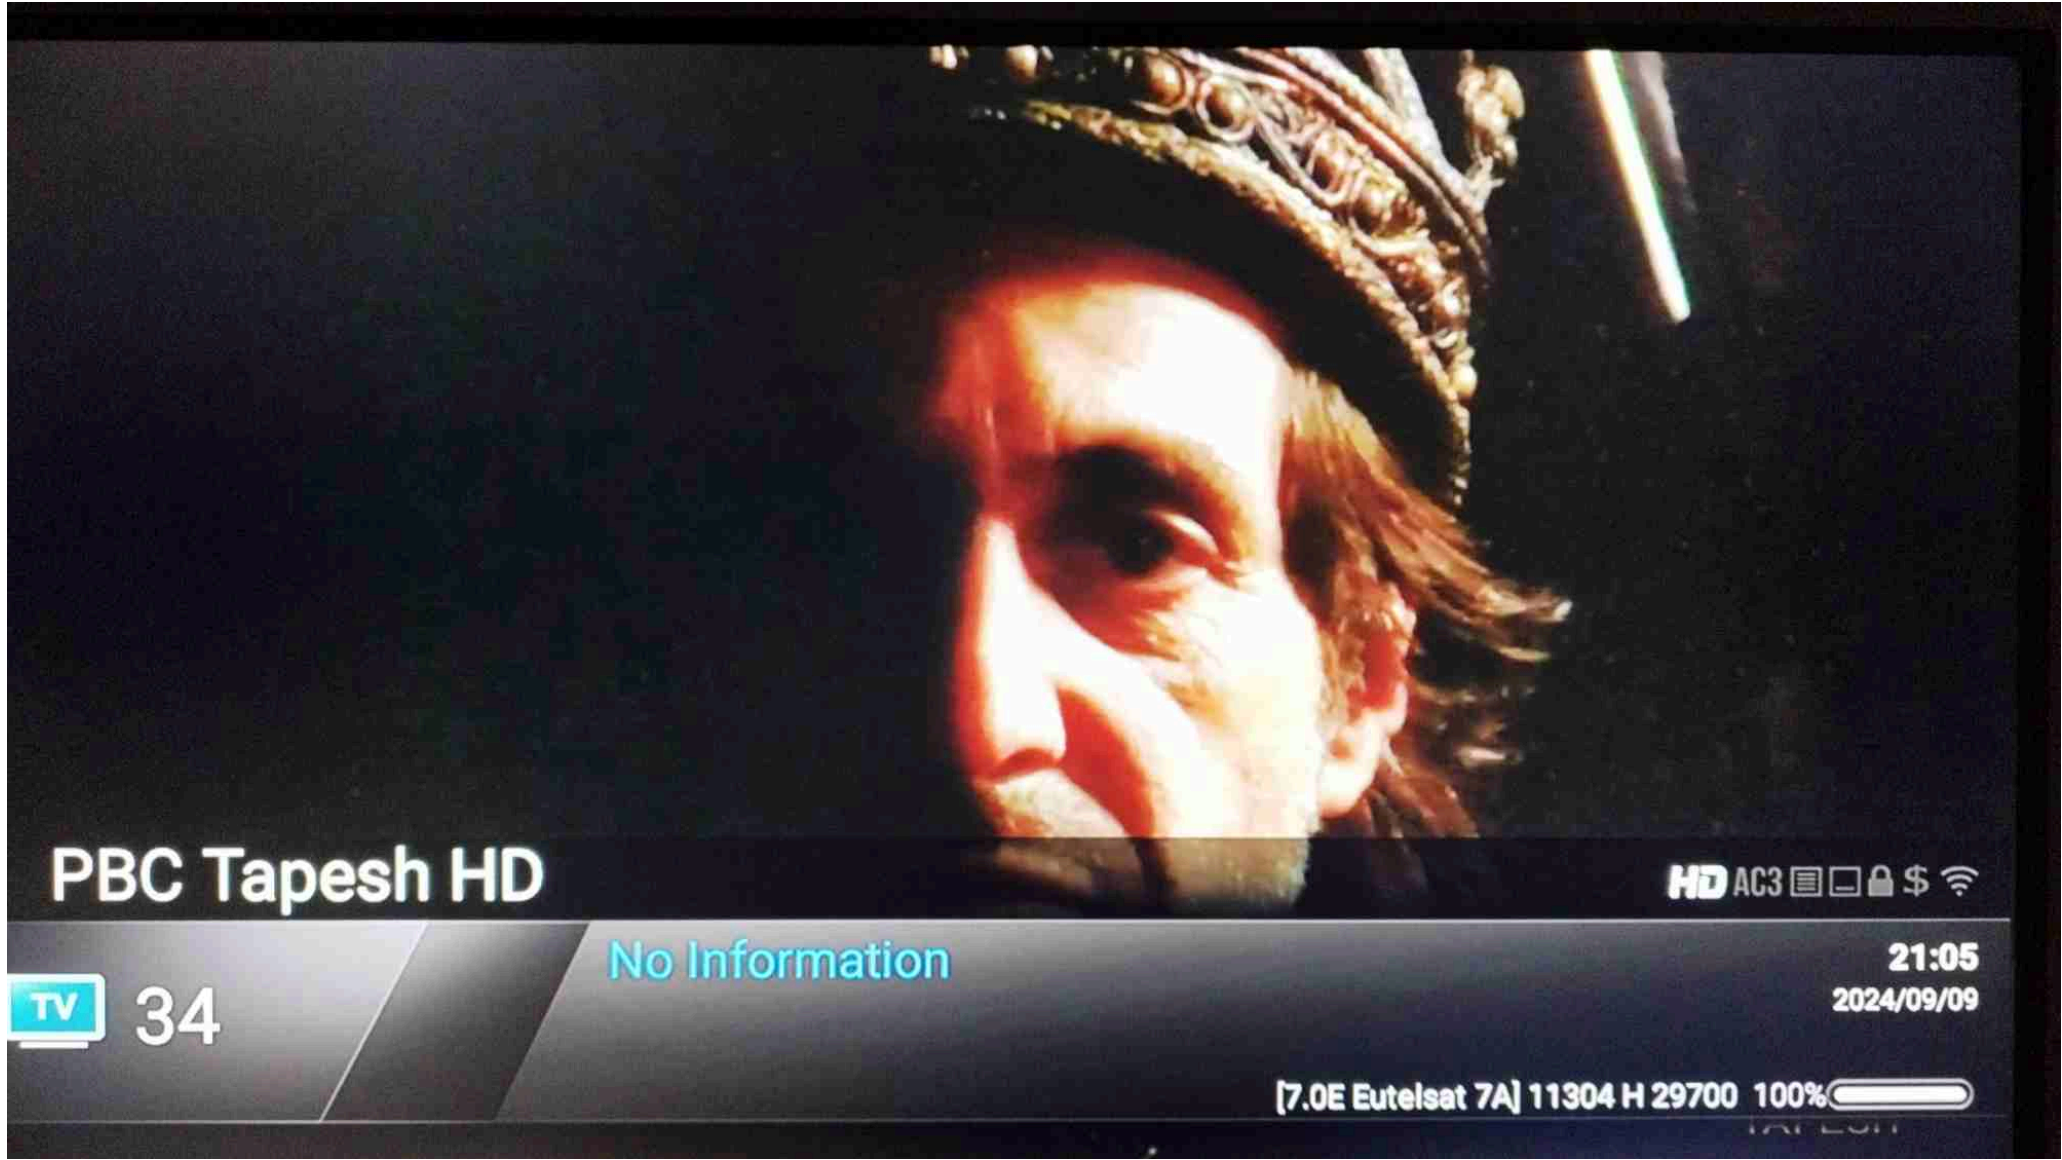 PBC Tapesh HD
HD AC3 $
No Information
21:05
TV 34
2024/09/09
[7.0E Eutelsat 7A] 11304 H 29700 100%